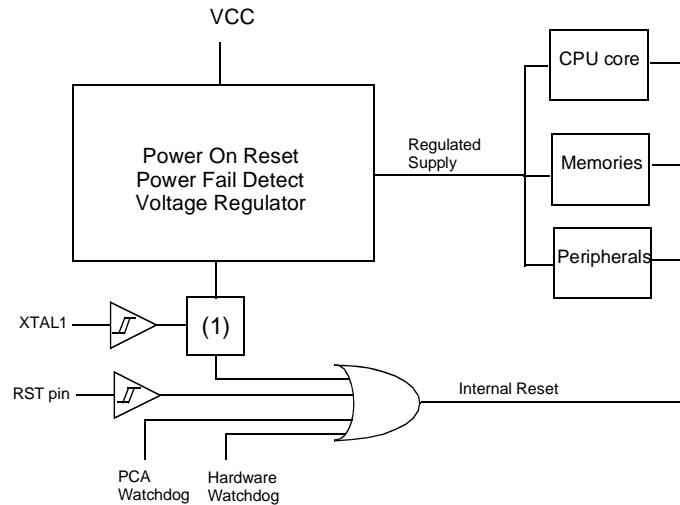 VCC
CPU core
Power On Reset
Power Fail Detect
Voltage Regulator
Regulated
Supply
Memories
Peripherals
XTAL1
(1)
RST pin
Internal Reset
PCA
Watchdog
Hardware
Watchdog